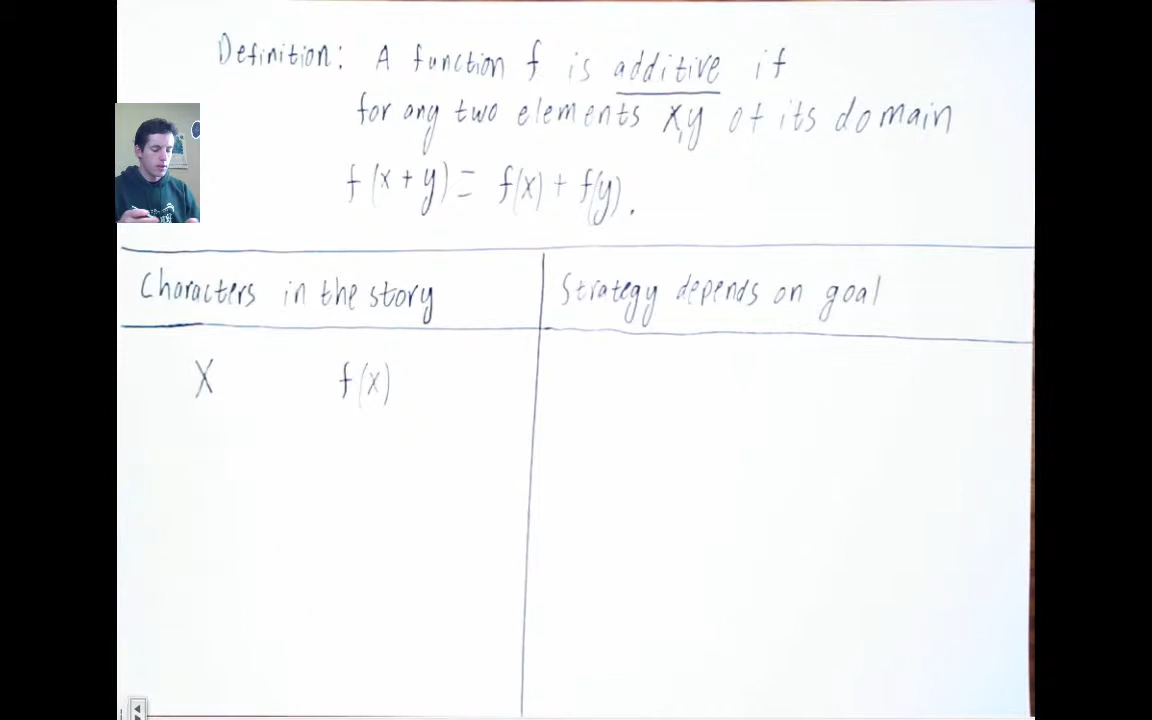 Definition: A function f is additive if
for any two elements x,y of its domain
f(x+y) = f(x) + f(y).
Characters in the story
Strategy depends on goal
X f(x)